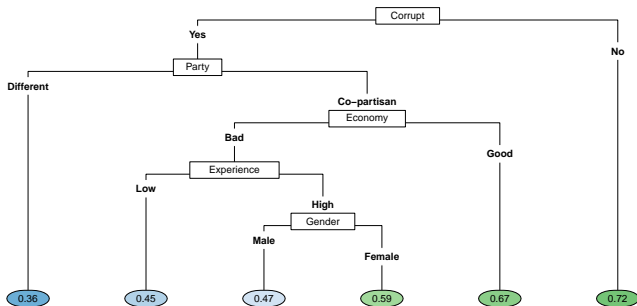 Corrupt
Yes
No
Party
Different
Co−partisan
Economy
Bad
Good
Experience
Low
High
Gender
Male
Female
0.36 0.45 0.47 0.59 0.67 0.72